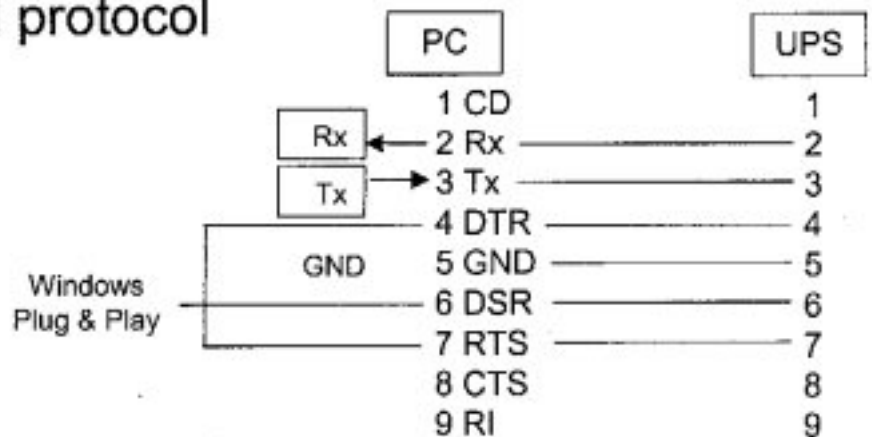 protocol
PC UPS
1 CD 1
Rx 2 Rx 2
Tx 3 Tx 3
4 DTR 4
GND 5 GND 5
Windows
Plug & Play
6 DSR 6
7 RTS 7
8 CTS 8
9 RI 9